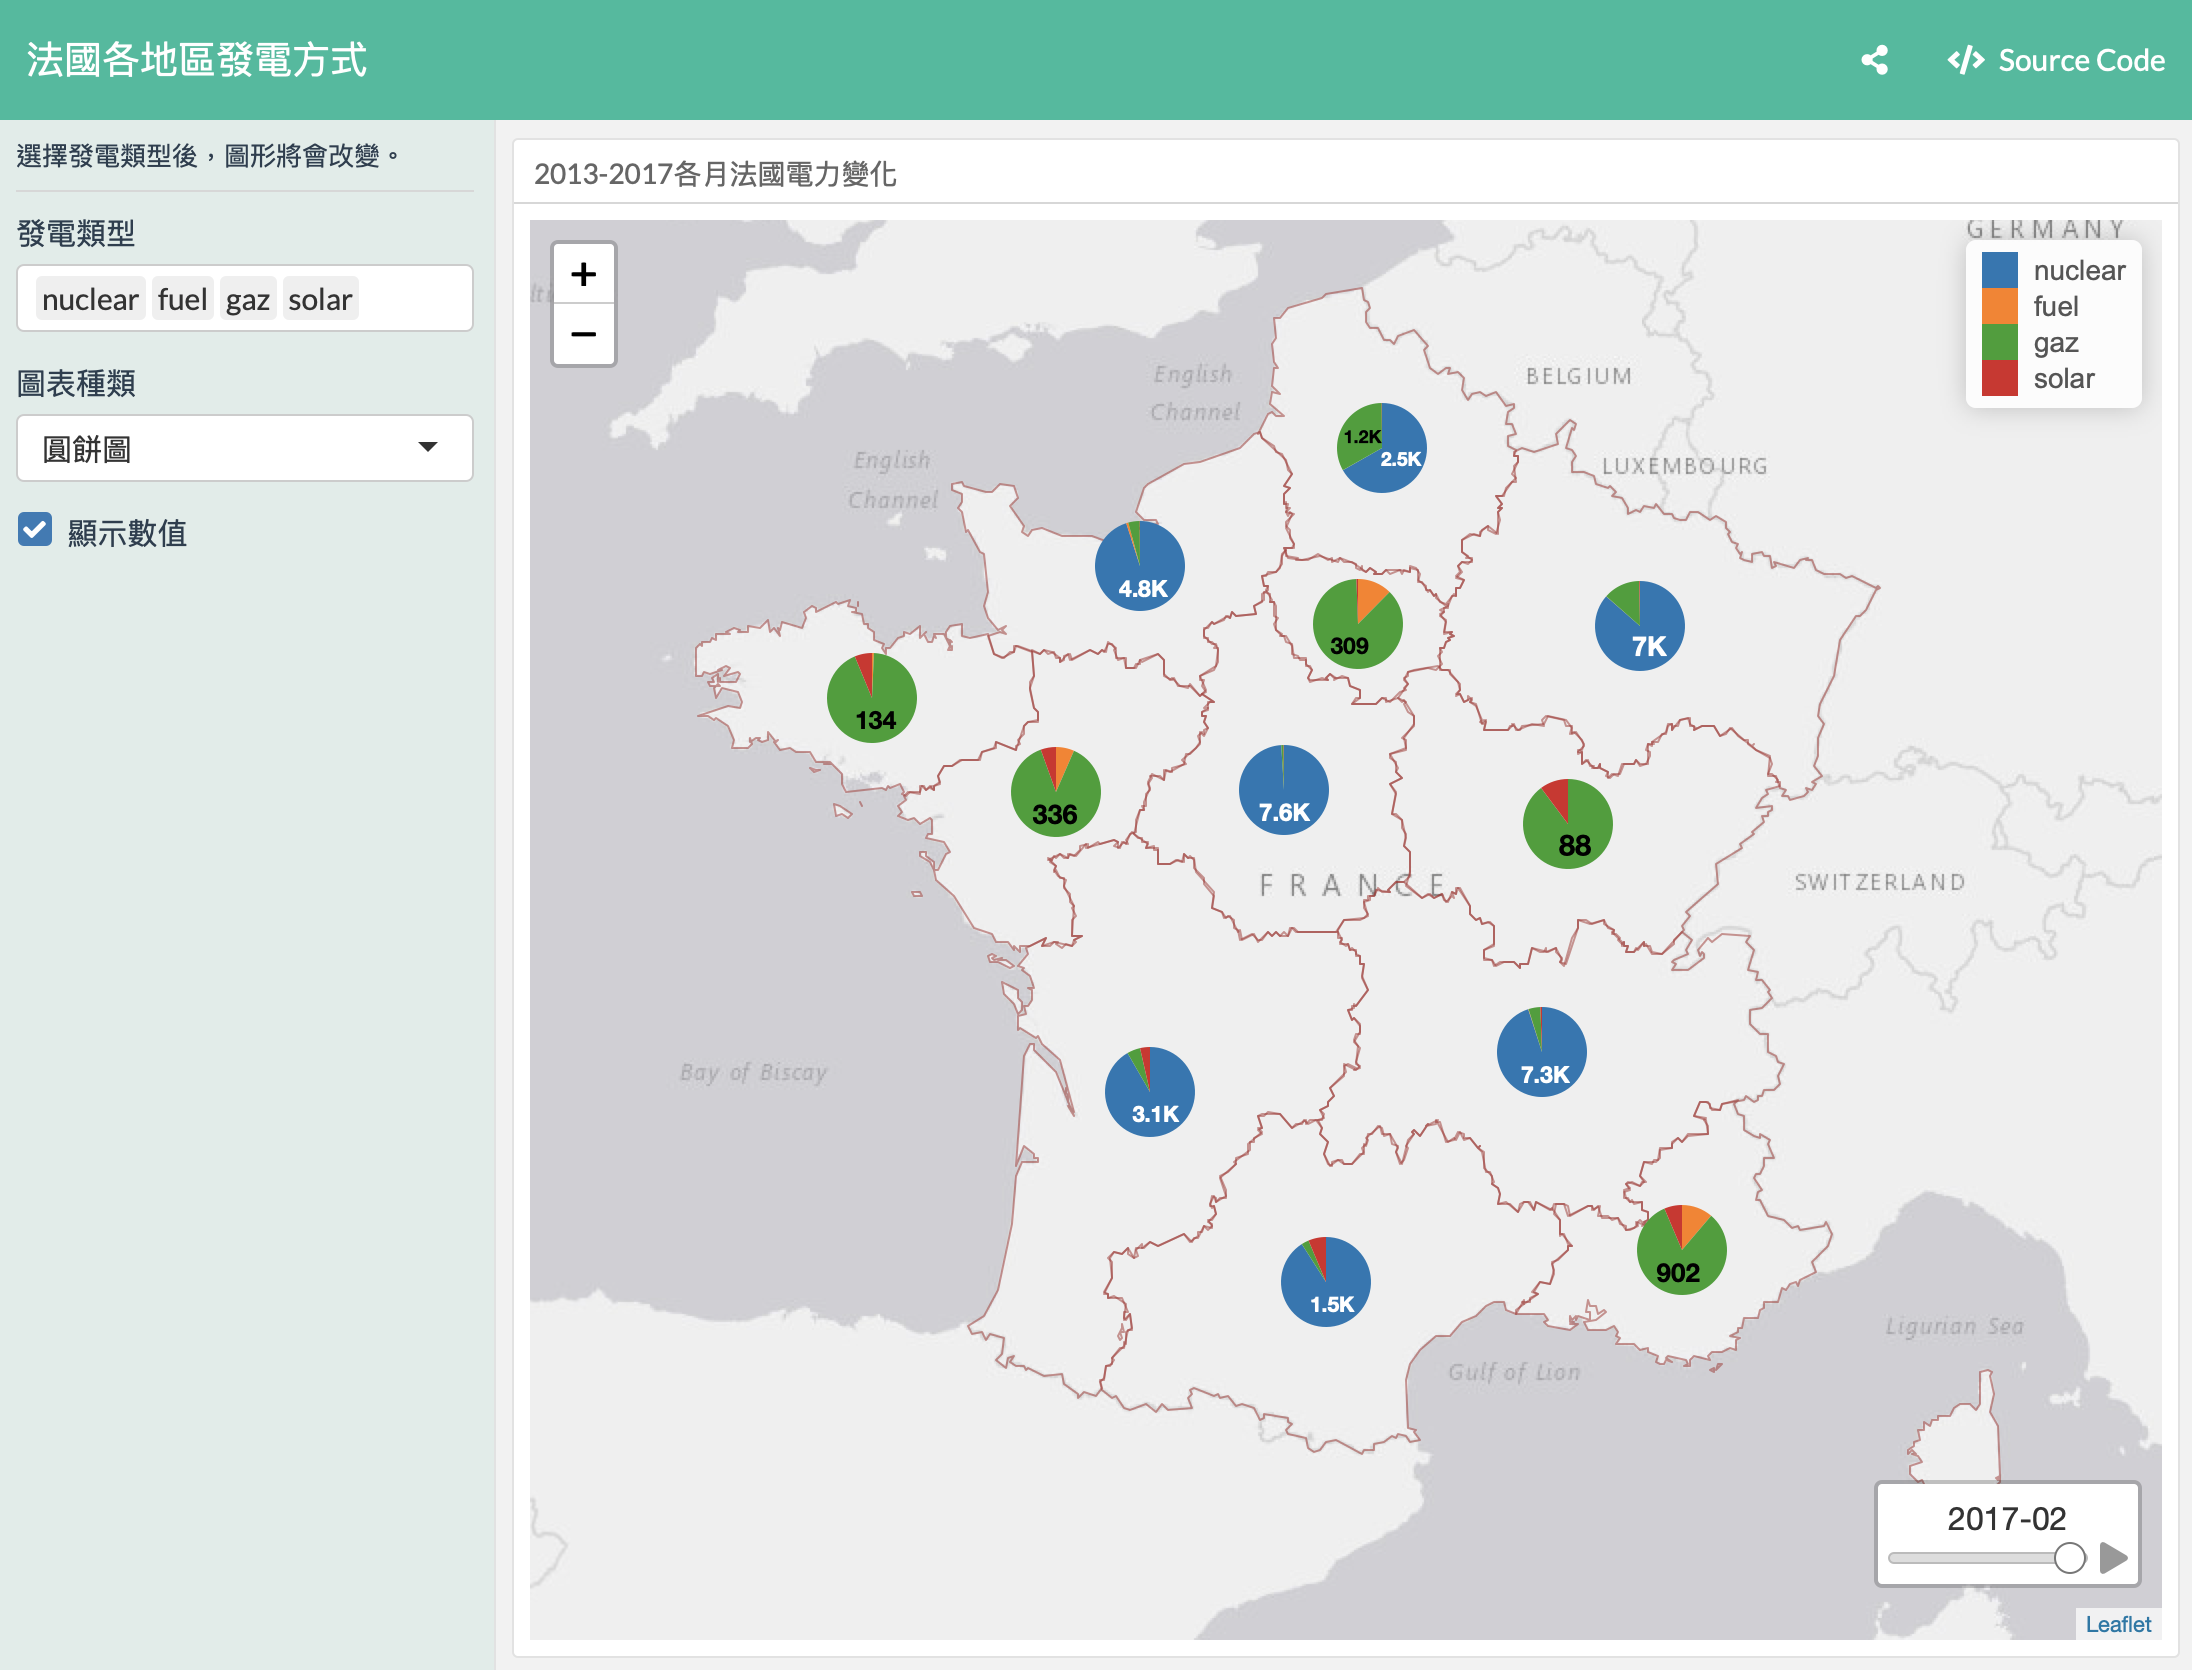 法國各地區發電方式
Source Code
選擇發電類型後，圖形將會改變。
發電類型
nuclear fuel gaz solar
圖表種類
圓餅圖
顯示數值
2013-2017各月法國電力變化
+
−
GERMANY
nuclear
fuel
gaz
solar
English
Channel
BELGIUM
1.2K
2.5K
English
Channel
LUXEMBOURG
4.8K
309
7K
134
336
7.6K
88
FRANCE
SWITZERLAND
Bay of Biscay
7.3K
3.1K
902
1.5K
Ligurian Sea
Gulf of Lion
2017-02
Leaflet